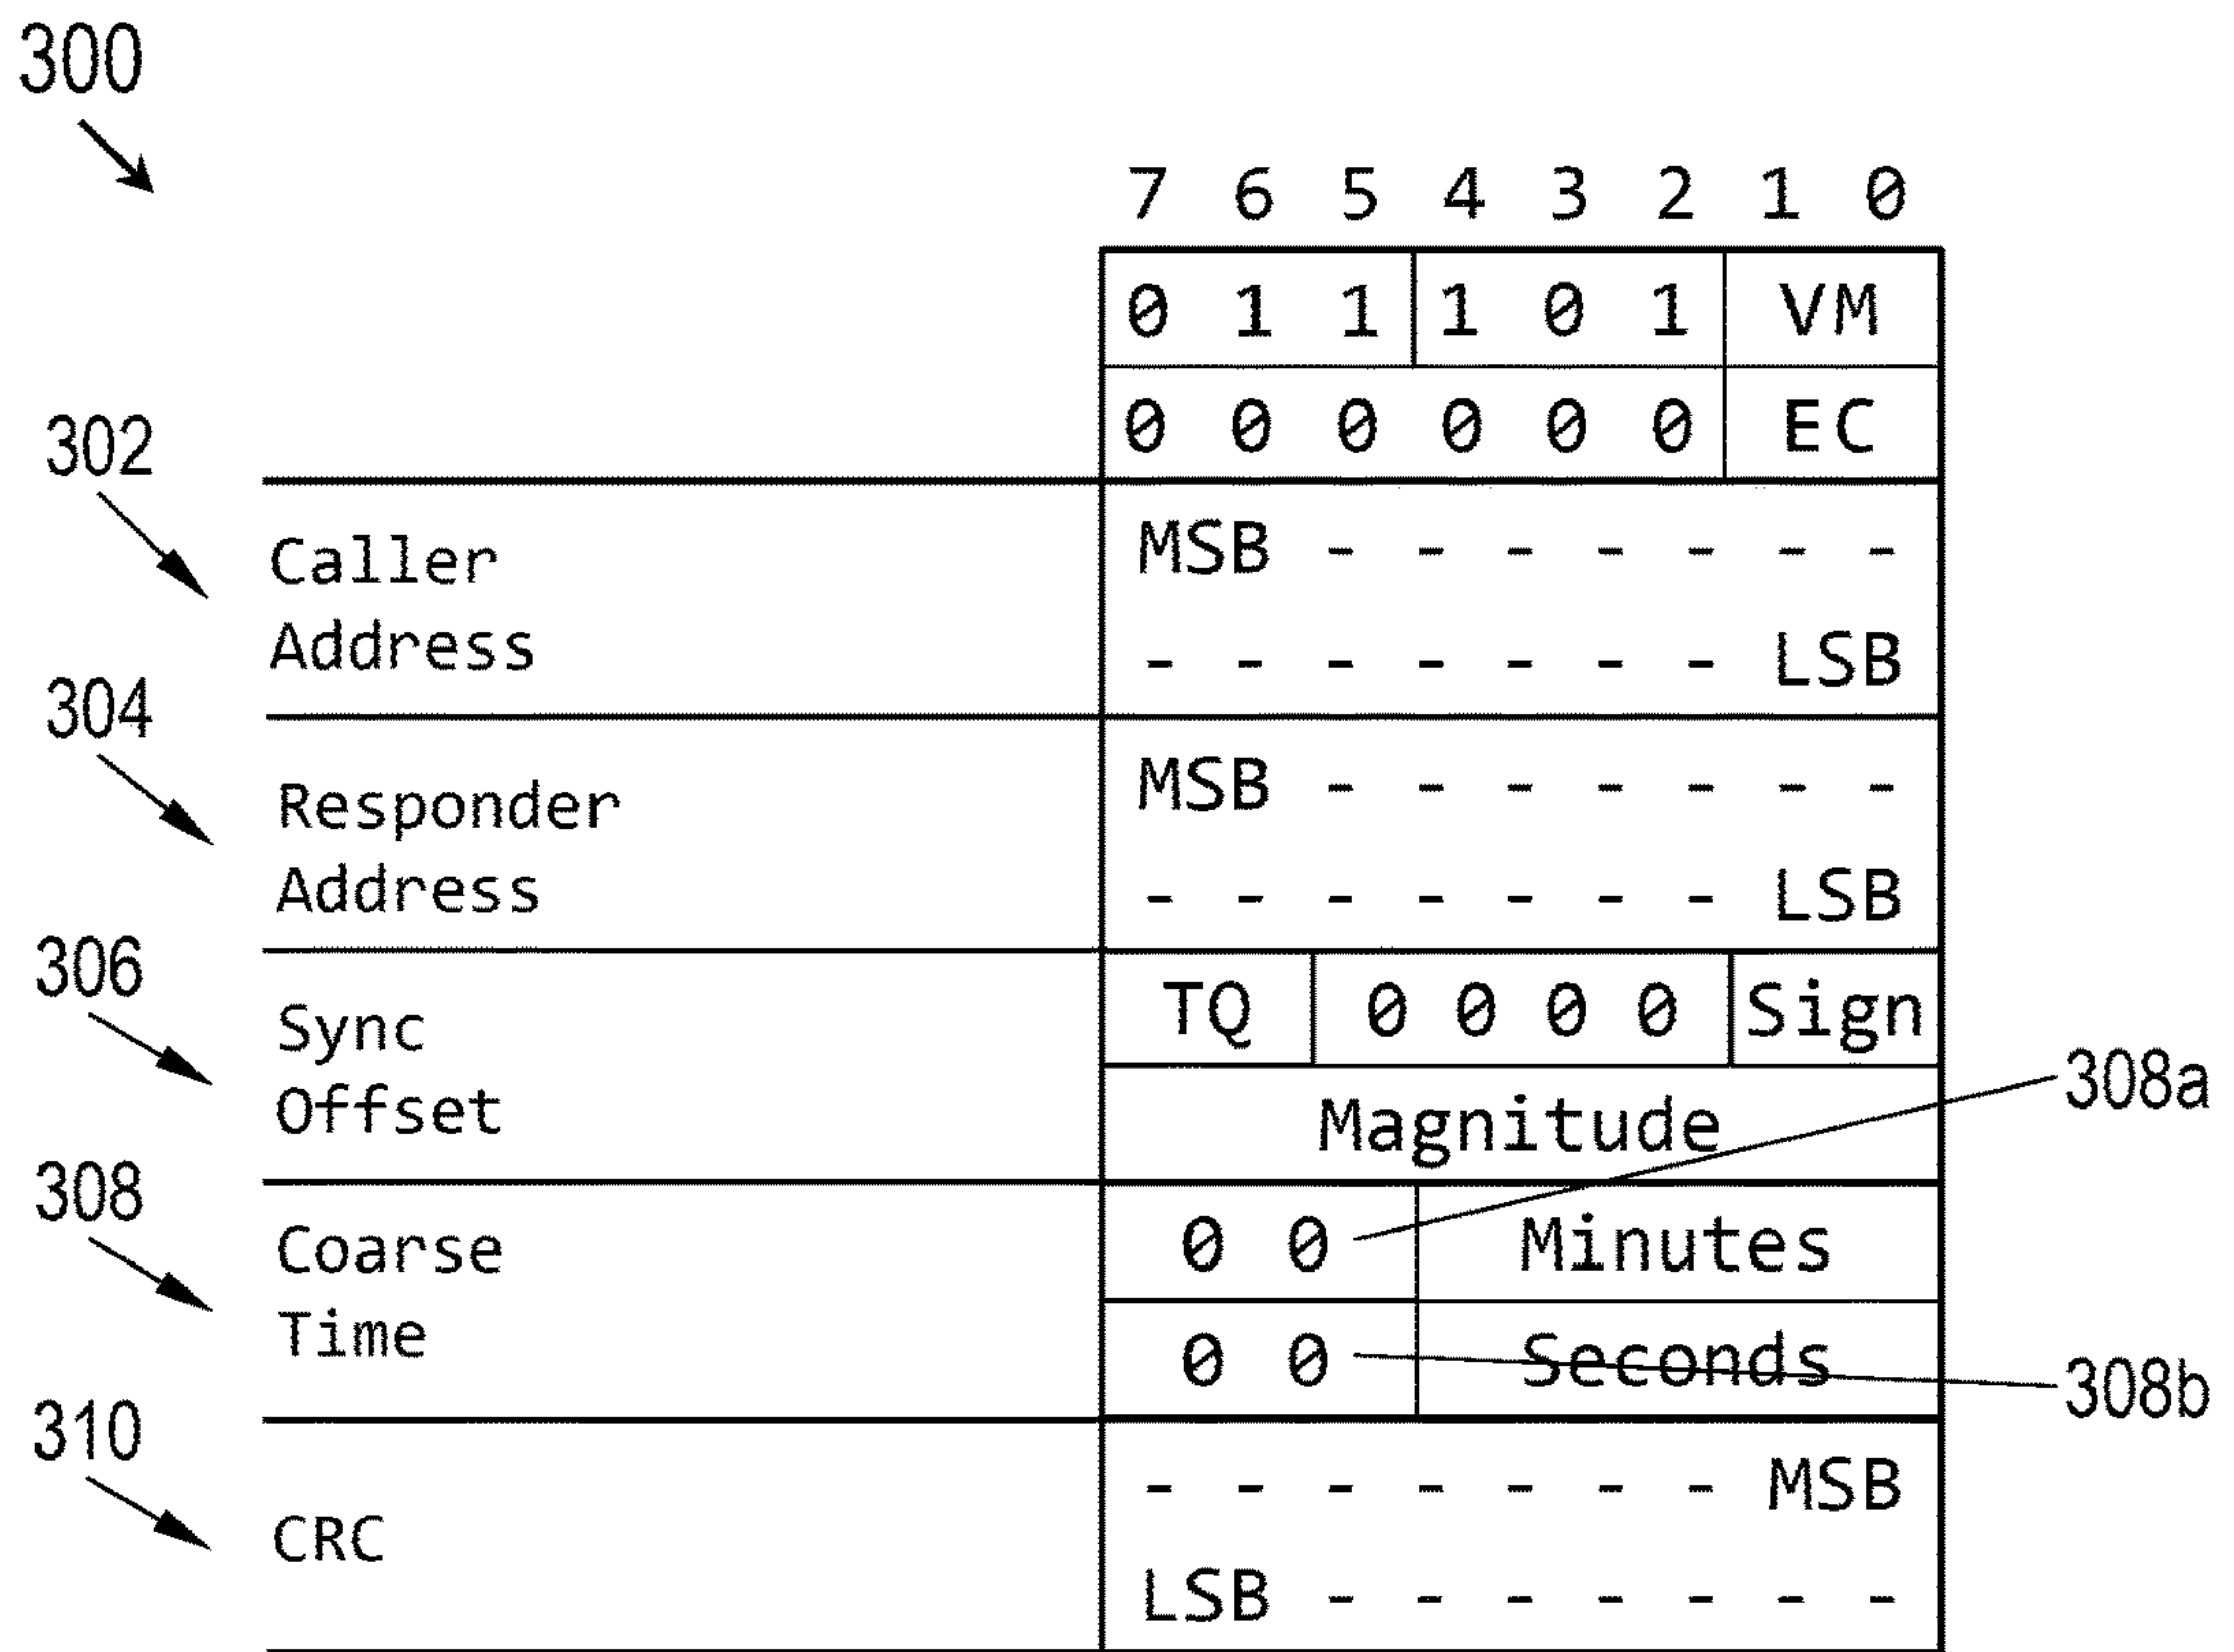 300
7 6 5 4 3 2 1 0
0 1 1 1 0 1 VM
0 0 0 0 0 0 EC
302
Caller
Address
MSB - - - - - - -
- - - - - - - LSB
304
Responder
Address
MSB - - - - - - -
- - - - - - - LSB
306
Sync
Offset
TQ 0 0 0 0 Sign
Magnitude
308a
308
Coarse
Time
0 0 Minutes
0 0 Seconds
308b
310
CRC
- - - - - - - MSB
LSB - - - - - - -